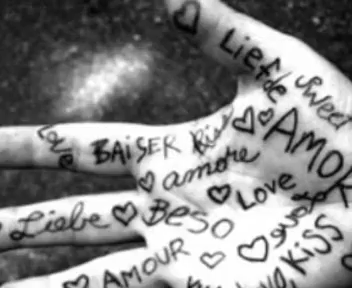 Liefde
Sweet
Love
BAiSER Kiss
AMOR
amore
Love
Liebe
BESO
KiSS
AMOUR